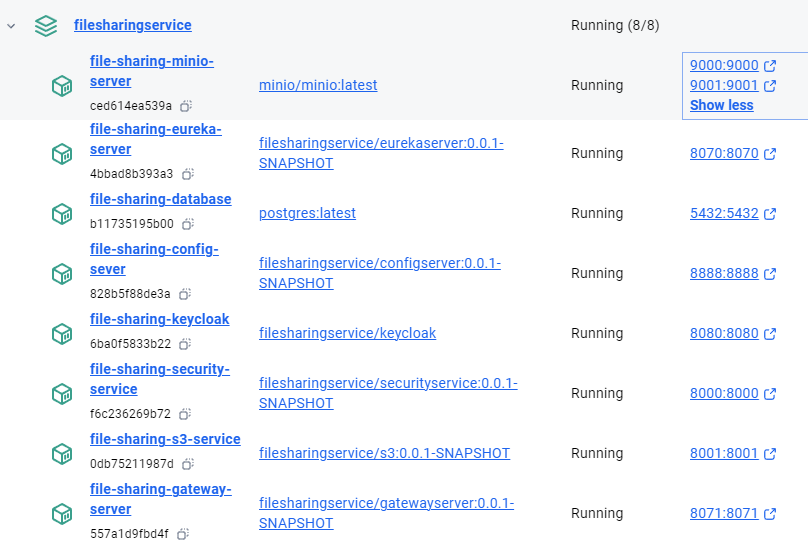 filesharingservice
Running (8/8)
file-sharing-minio-
server
ced614ea539a
minio/minio:latest
Running
9000:9000
9001:9001
Show less
file-sharing-eureka-
server
4bbad8b393a3
filesharingservice/eurekaserver:0.0.1-
SNAPSHOT
Running
8070:8070
file-sharing-database
b11735195b00
postgres:latest
Running
5432:5432
file-sharing-config-
sever
828b5f88de3a
filesharingservice/configserver:0.0.1-
SNAPSHOT
Running
8888:8888
file-sharing-keycloak
6ba0f5833b22
filesharingservice/keycloak
Running
8080:8080
file-sharing-security-
service
f6c236269b72
filesharingservice/securityservice:0.0.1-
SNAPSHOT
Running
8000:8000
file-sharing-s3-service
0db75211987d
filesharingservice/s3:0.0.1-SNAPSHOT
Running
8001:8001
file-sharing-gateway-
server
557a1d9fbd4f
filesharingservice/gatewayserver:0.0.1-
SNAPSHOT
Running
8071:8071